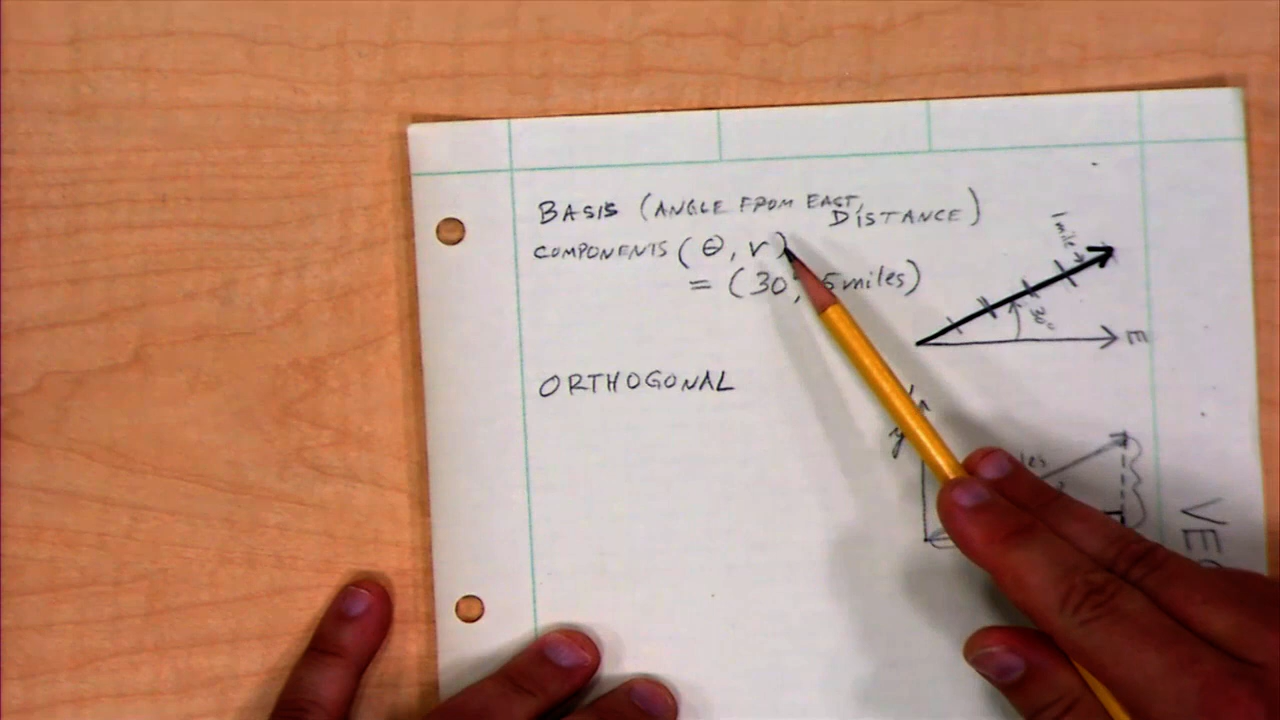 BASIS (ANGLE FROM EAST,
DISTANCE)
COMPONENTS (θ, r)
= (30, 5 miles)
1 mile
30°
E
ORTHOGONAL
y